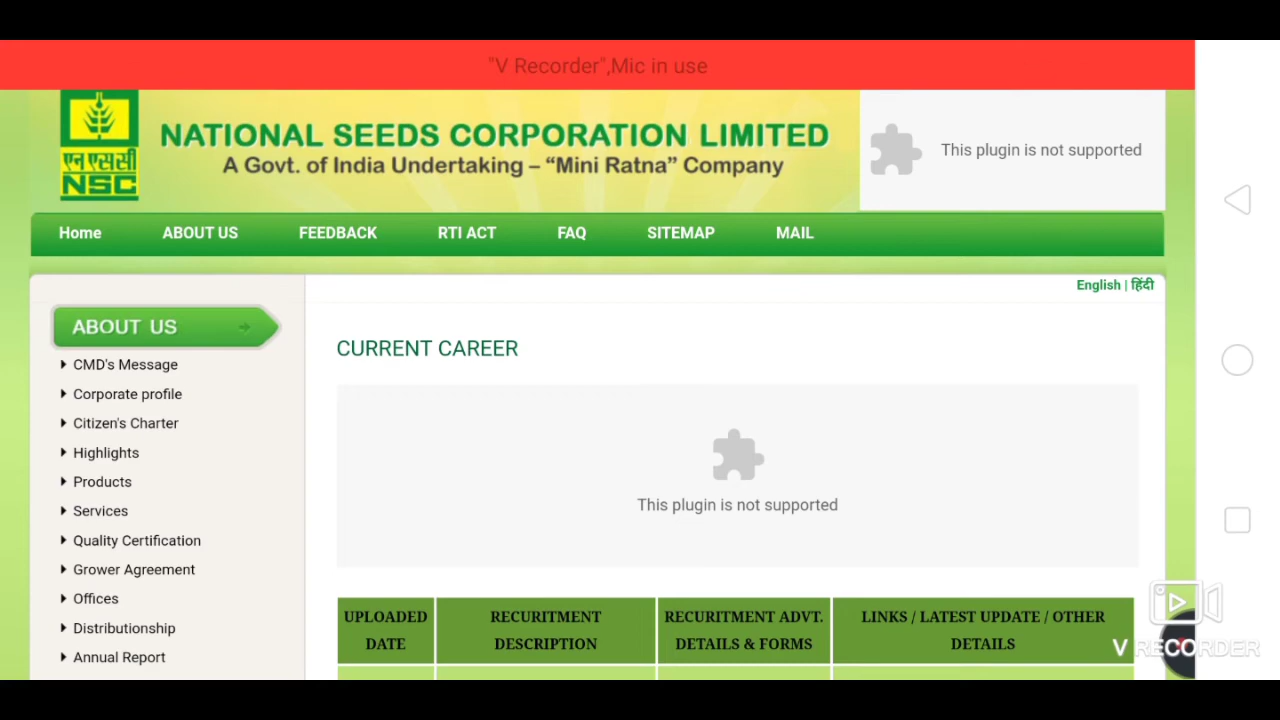 "V Recorder",Mic in use
एनएससी
NSC
NATIONAL SEEDS CORPORATION LIMITED
A Govt. of India Undertaking – “Mini Ratna” Company
This plugin is not supported
Home ABOUT US FEEDBACK RTI ACT FAQ SITEMAP MAIL
English | हिंदी
ABOUT US
CMD's Message
Corporate profile
Citizen's Charter
Highlights
Products
Services
Quality Certification
Grower Agreement
Offices
Distributionship
Annual Report
CURRENT CAREER
This plugin is not supported
UPLOADED
DATE
RECURITMENT
DESCRIPTION
RECURITMENT ADVT.
DETAILS & FORMS
LINKS / LATEST UPDATE / OTHER
DETAILS
V RECORDER